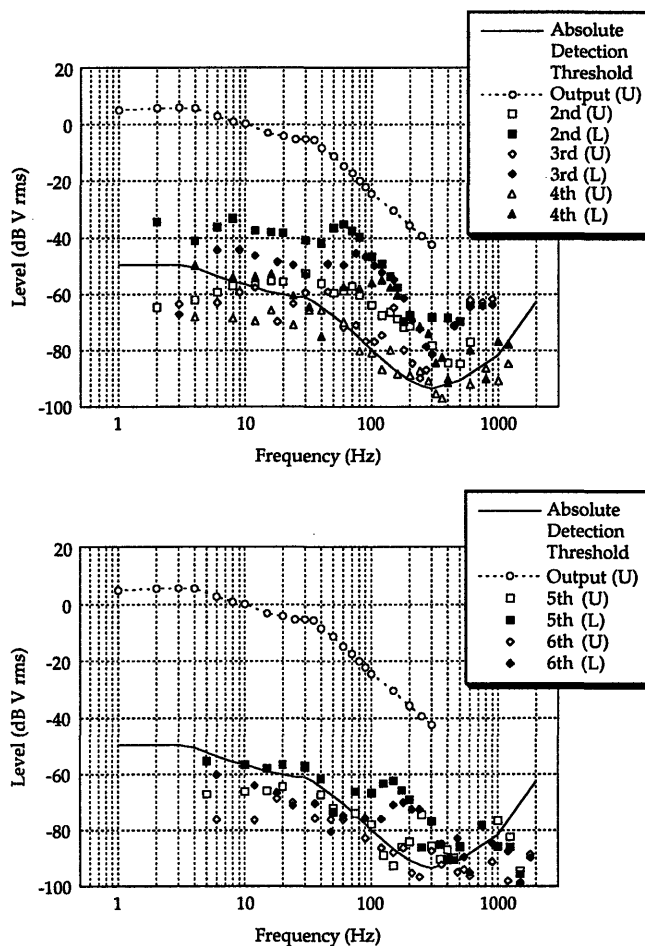 Absolute
Detection
Threshold
Output (U)
2nd (U)
2nd (L)
3rd (U)
3rd (L)
4th (U)
4th (L)
20
0
-20
-40
-60
-80
-100
Level (dB V rms)
1
10
100
1000
Frequency (Hz)
Absolute
Detection
Threshold
Output (U)
5th (U)
5th (L)
6th (U)
6th (L)
20
0
-20
-40
-60
-80
-100
Level (dB V rms)
1
10
100
1000
Frequency (Hz)